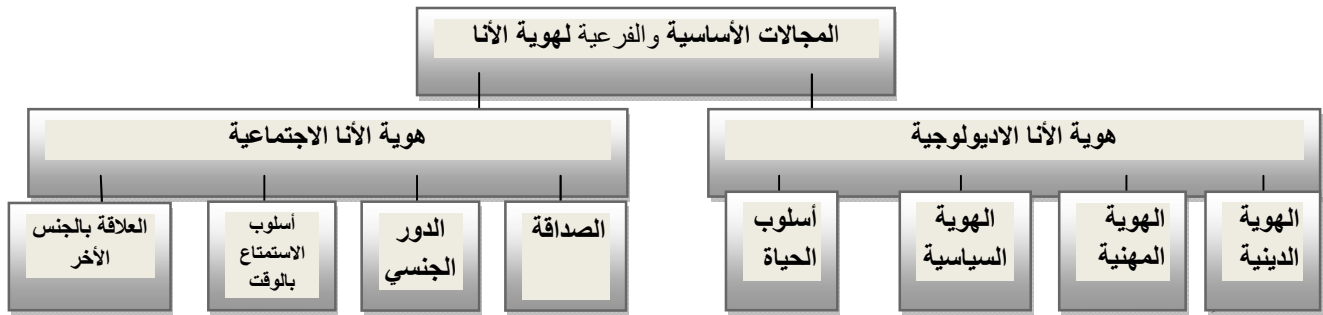 المجالات الأساسية والفرعية لهوية الأنا
هوية الأنا الاديولوجية
هوية الأنا الاجتماعية
الهوية
الدينية
الهوية
المهنية
الهوية
السياسية
أسلوب
الحياة
الصداقة
الدور
الجنسي
أسلوب
الاستمتاع
بالوقت
العلاقة بالجنس
الأخر